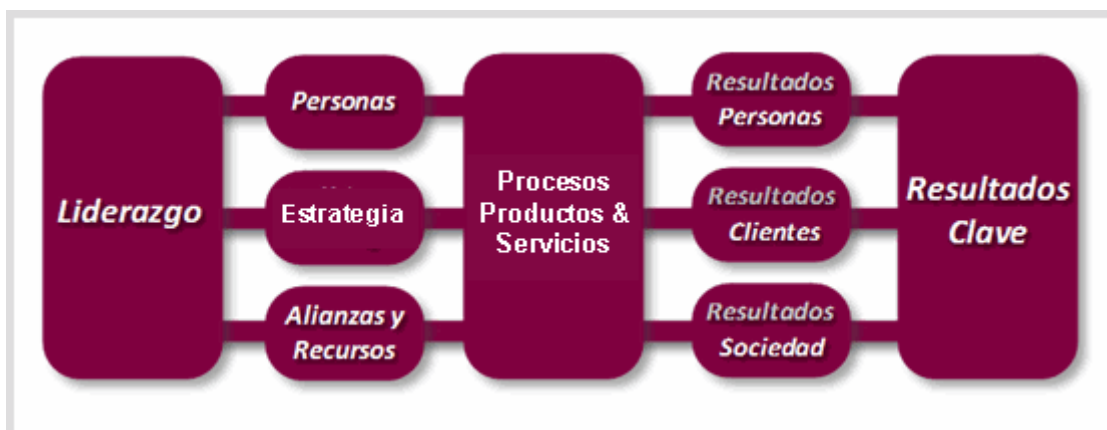 Liderazgo
Personas
Estrategia
Alianzas y
Recursos
Procesos
Productos &
Servicios
Resultados
Personas
Resultados
Clientes
Resultados
Sociedad
Resultados
Clave